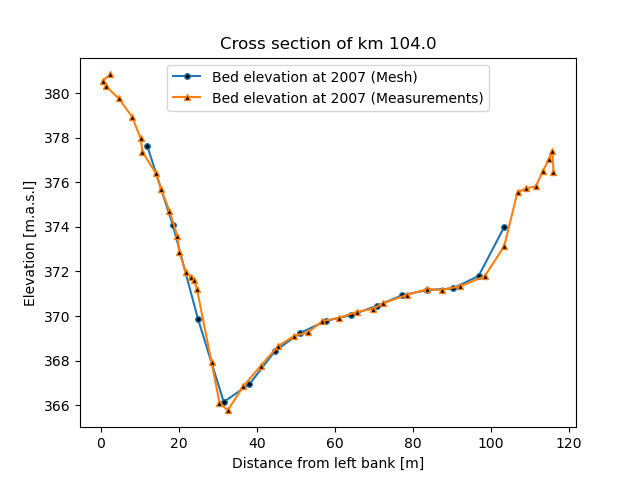 Cross section of km 104.0
Bed elevation at 2007 (Mesh)
Bed elevation at 2007 (Measurements)
Elevation [m.a.s.l]
380
378
376
374
372
370
368
366
0 20 40 60 80 100 120
Distance from left bank [m]